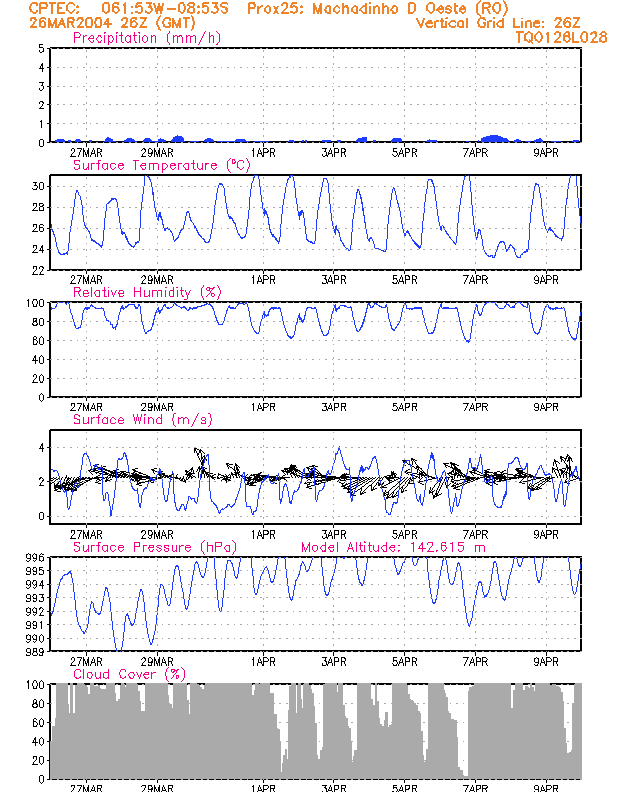 CPTEC: 061:53W-08:53S Prox25: Machadinho D Oeste (RO)
26MAR2004 26Z (GMT) Vertical Grid Line: 26Z
Precipitation (mm/h) TQ0126L028
5
4
3
2
1
0
27MAR 29MAR 1APR 3APR 5APR 7APR 9APR
Surface Temperature (ºC)
30
28
26
24
22
27MAR 29MAR 1APR 3APR 5APR 7APR 9APR
Relative Humidity (%)
100
80
60
40
20
0
27MAR 29MAR 1APR 3APR 5APR 7APR 9APR
Surface Wind (m/s)
4
2
0
27MAR 29MAR 1APR 3APR 5APR 7APR 9APR
Surface Pressure (hPa) Model Altitude: 142.615 m
996
995
994
993
992
991
990
989
27MAR 29MAR 1APR 3APR 5APR 7APR 9APR
Cloud Cover (%)
100
80
60
40
20
0
27MAR 29MAR 1APR 3APR 5APR 7APR 9APR